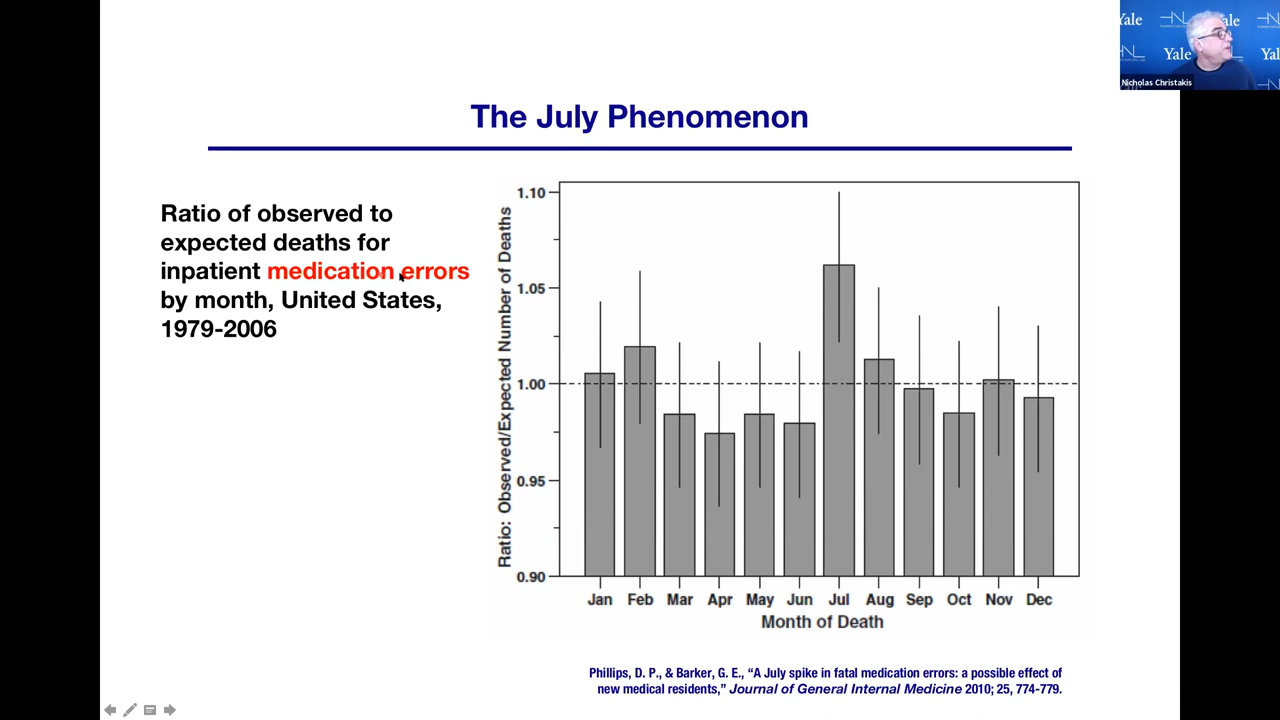 Yale
Yale
Yale
Nicholas Christakis
The July Phenomenon
Ratio of observed to
expected deaths for
inpatient medication errors
by month, United States,
1979-2006
Ratio: Observed/Expected Number of Deaths
1.10
1.05
1.00
0.95
0.90
Jan Feb Mar Apr May Jun Jul Aug Sep Oct Nov Dec
Month of Death
Phillips, D. P., & Barker, G. E., “A July spike in fatal medication errors: a possible effect of
new medical residents,” Journal of General Internal Medicine 2010; 25, 774-779.